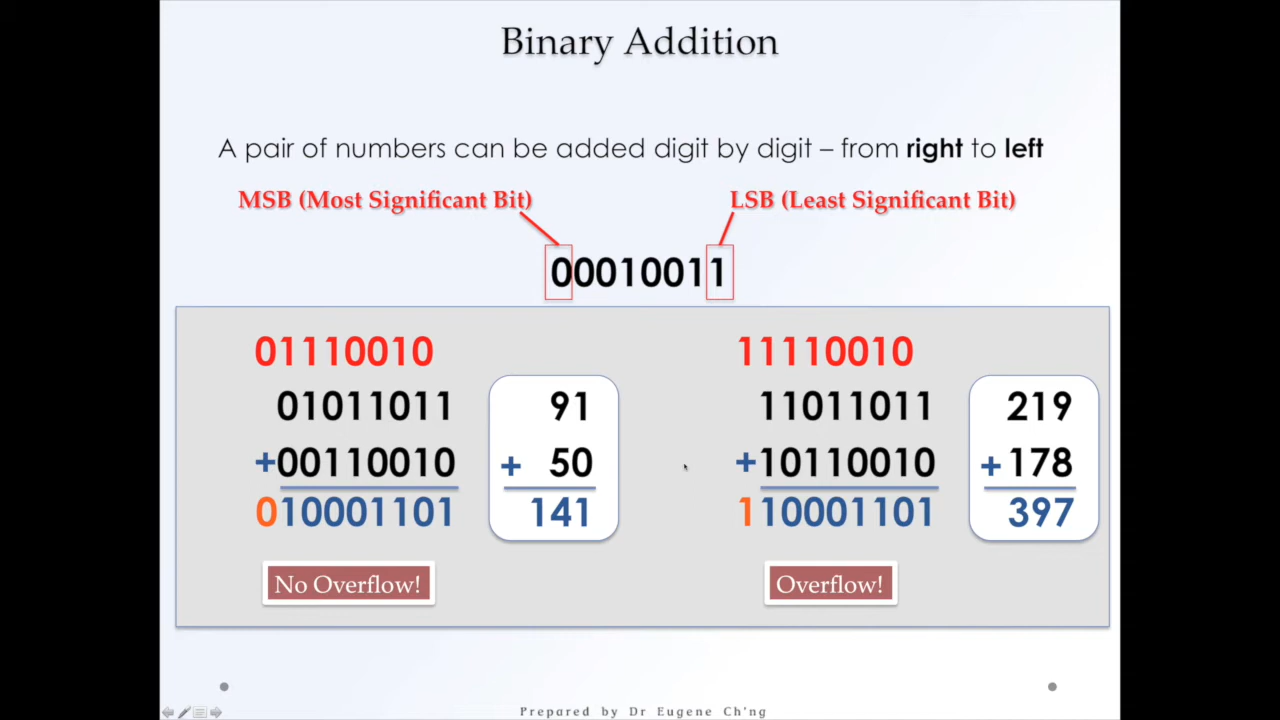 Binary Addition
A pair of numbers can be added digit by digit – from right to left
MSB (Most Significant Bit) LSB (Least Significant Bit)
00010011
01110010
01011011
+00110010
010001101
91
+ 50
141
No Overflow!
11110010
11011011
+10110010
110001101
219
+178
397
Overflow!
Prepared by Dr Eugene Ch'ng